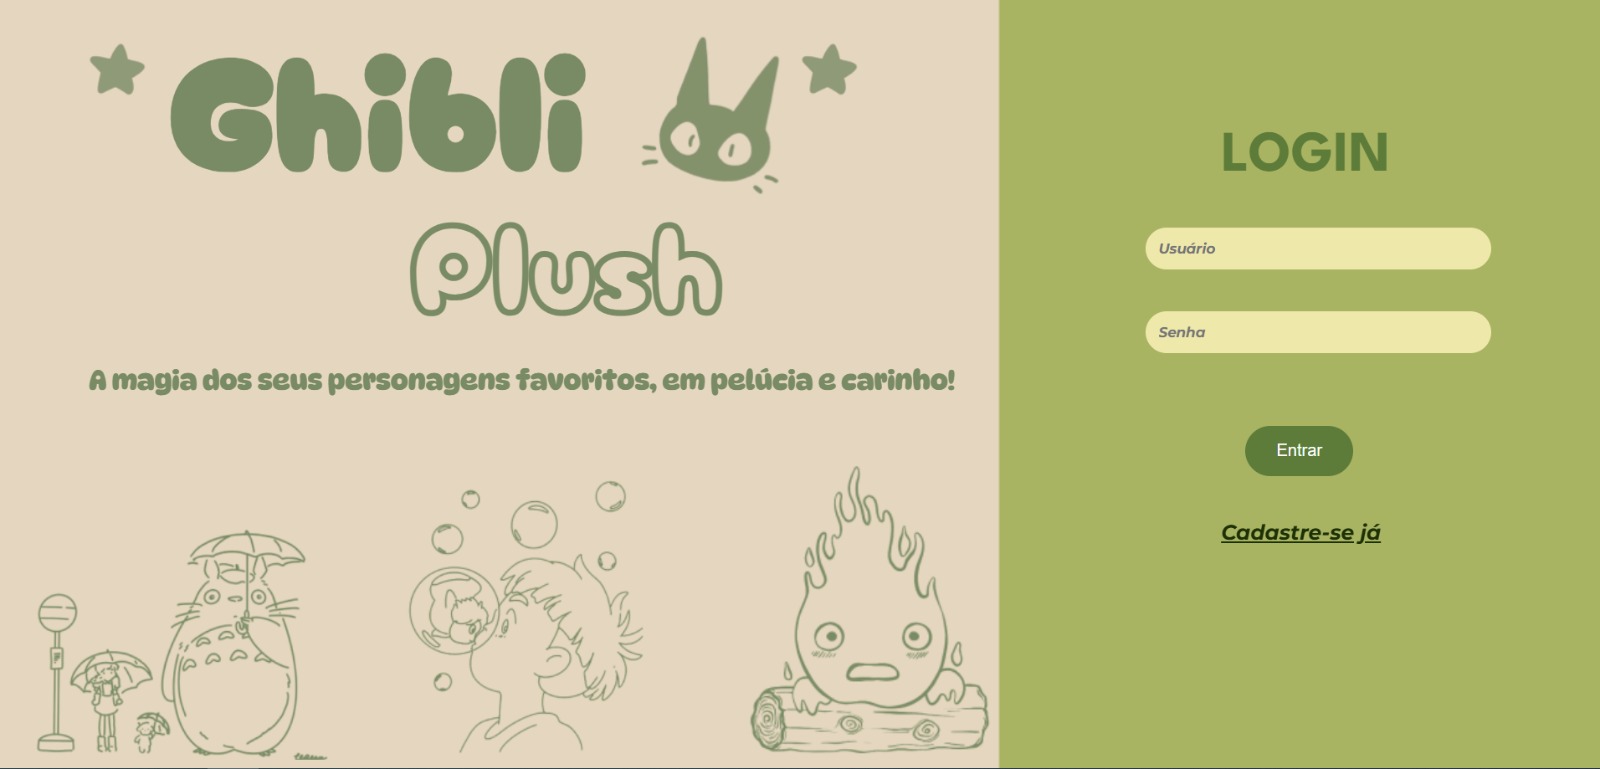 Ghibli
Plush
A magia dos seus personagens favoritos, em pelúcia e carinho!
LOGIN
Usuário
Senha
Entrar
Cadastre-se já